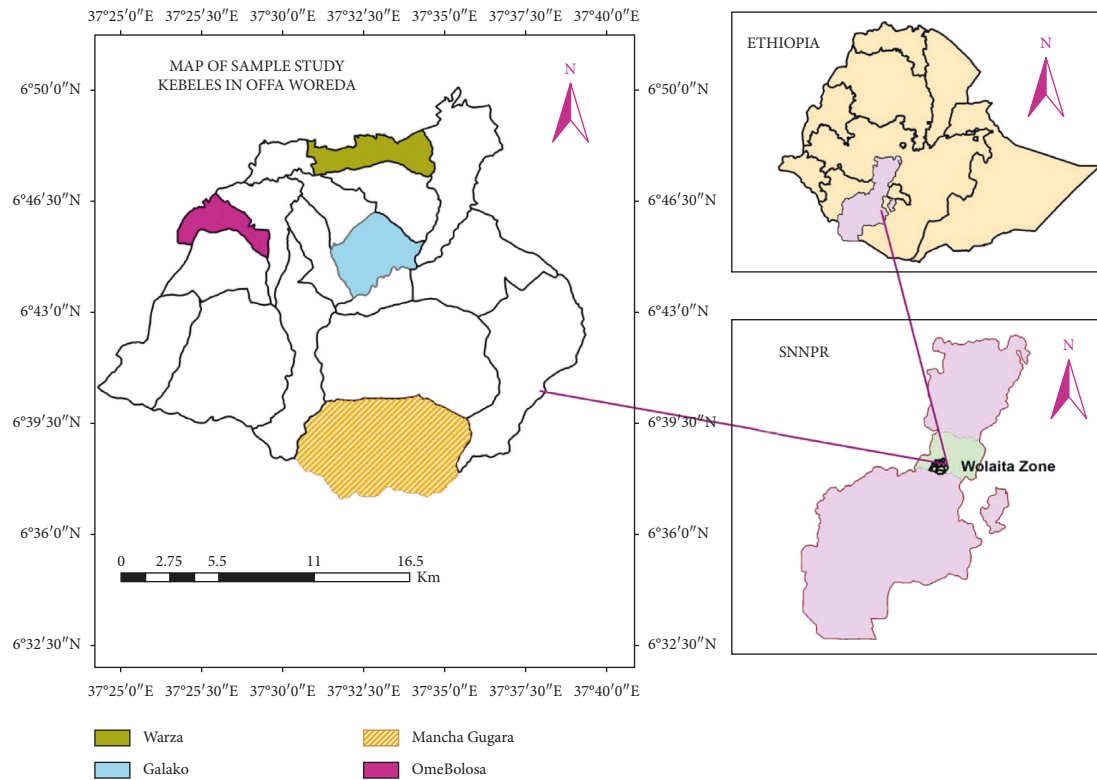 37°25′0″E 37°25′30″E 37°30′0″E 37°32′30″E 37°35′0″E 37°37′30″E 37°40′0″E
MAP OF SAMPLE STUDY
KEBELES IN OFFA WOREDA
N
6°50′0″N
6°46′30″N
6°43′0″N
6°39′30″N
6°36′0″N
6°32′30″N
6°50′0″N
6°46′30″N
6°43′0″N
6°39′30″N
6°36′0″N
6°32′30″N
0 2.75 5.5 11 16.5
Km
37°25′0″E 37°25′30″E 37°30′0″E 37°32′30″E 37°35′0″E 37°37′30″E 37°40′0″E
ETHIOPIA
N
SNNPR
N
Wolaita Zone
Warza
Galako
Mancha Gugara
OmeBolosa